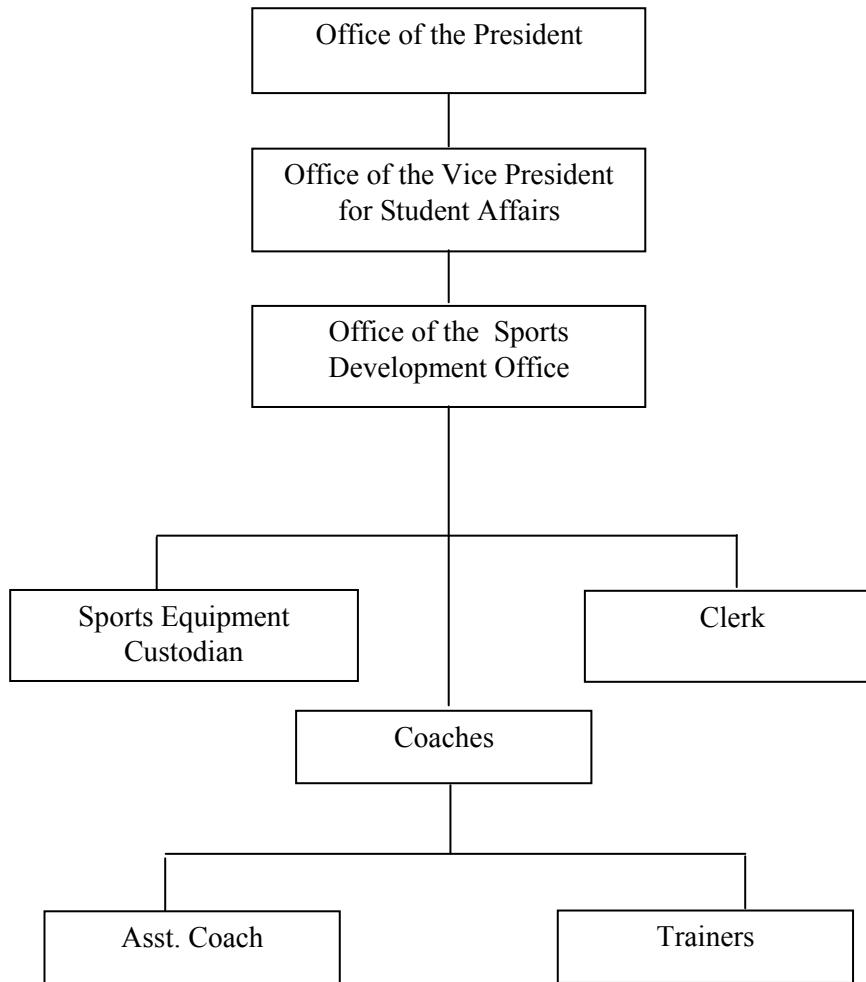 Office of the President
Office of the Vice President
for Student Affairs
Office of the  Sports
Development Office
Sports Equipment
Custodian
Clerk
Coaches
Asst. Coach
Trainers